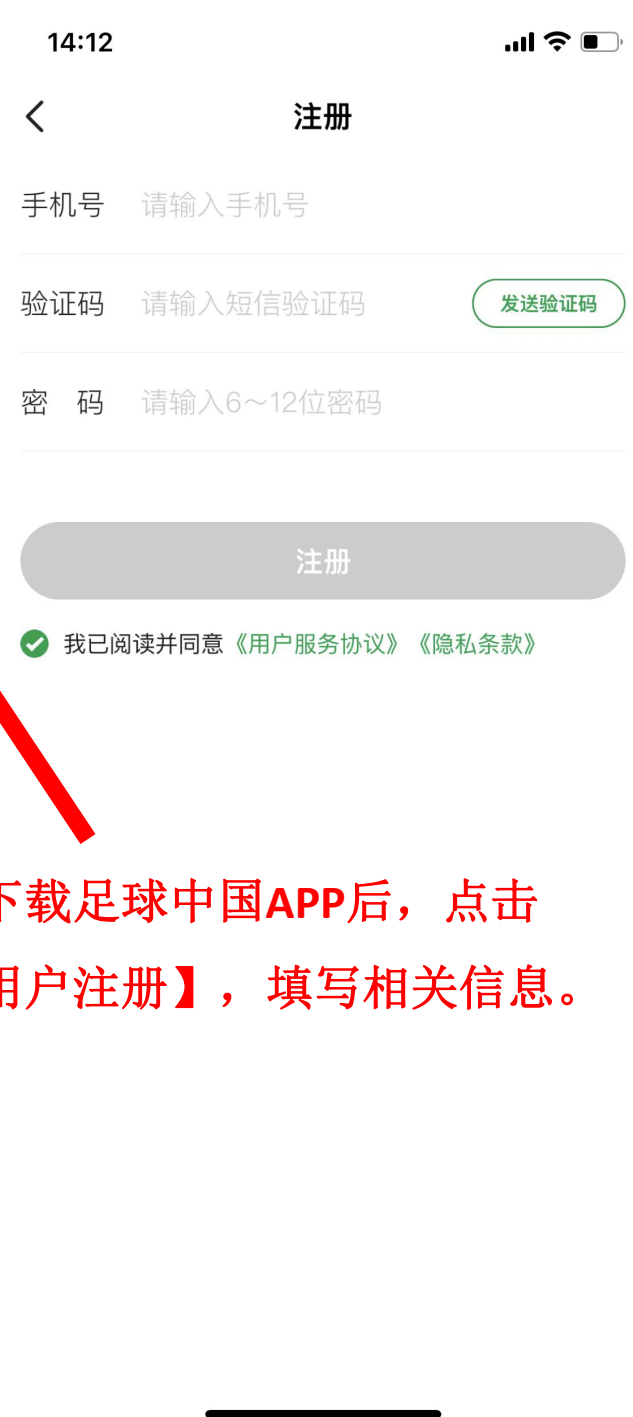 14:12
注册
手机号 请输入手机号
验证码 请输入短信验证码 发送验证码
密 码 请输入6～12位密码
注册
我已阅读并同意《用户服务协议》《隐私条款》
下载足球中国APP后，点击
用户注册】，填写相关信息。